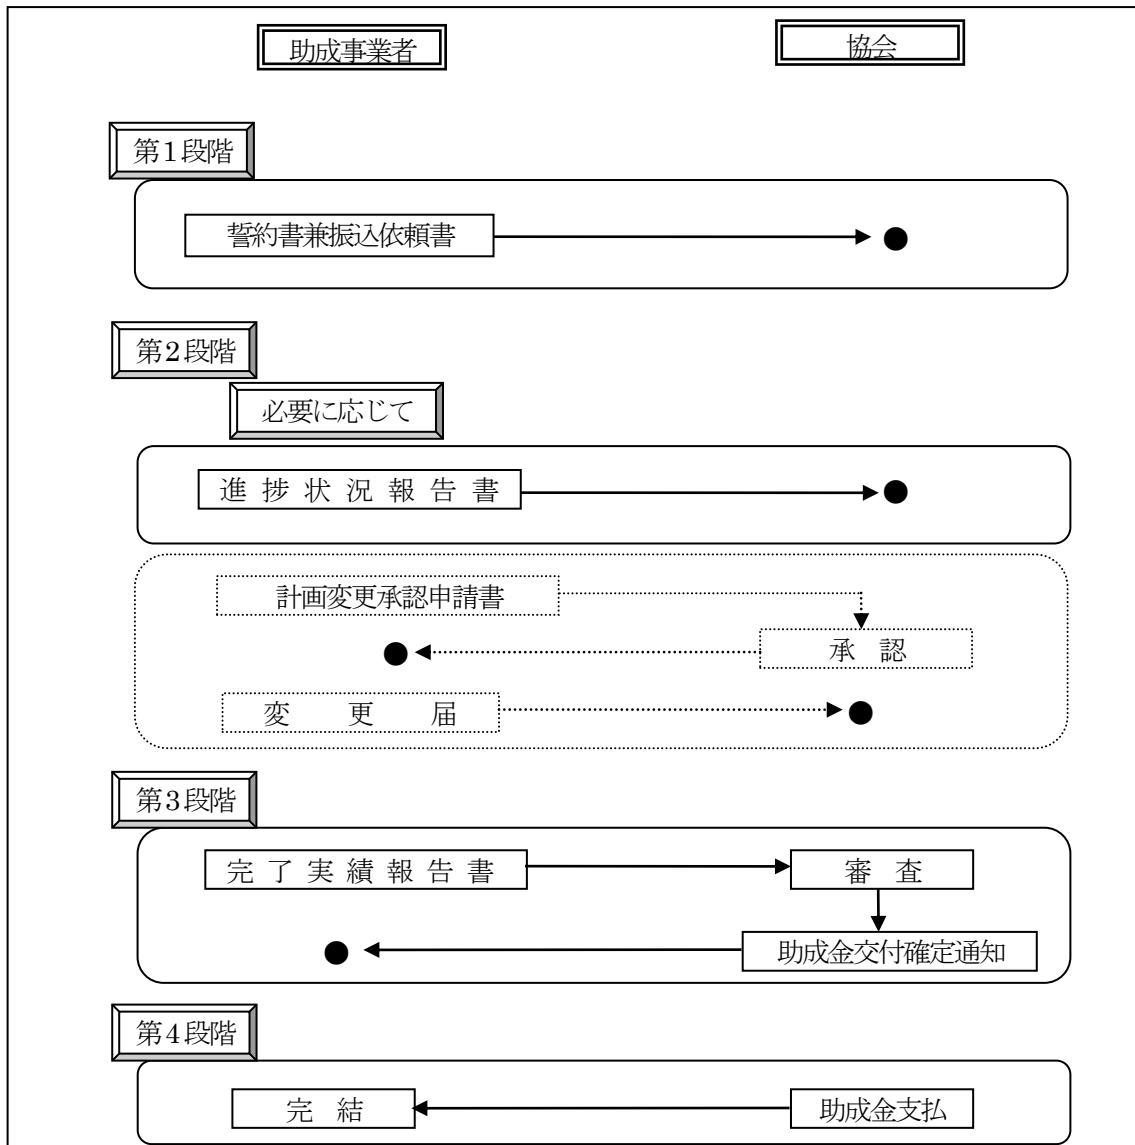 助成事業者
協会
第1段階
誓約書兼振込依頼書
第2段階
必要に応じて
進捗状況報告書
計画変更承認申請書
承認
変更届
第3段階
完了実績報告書
審査
助成金交付確定通知
第4段階
完結
助成金支払